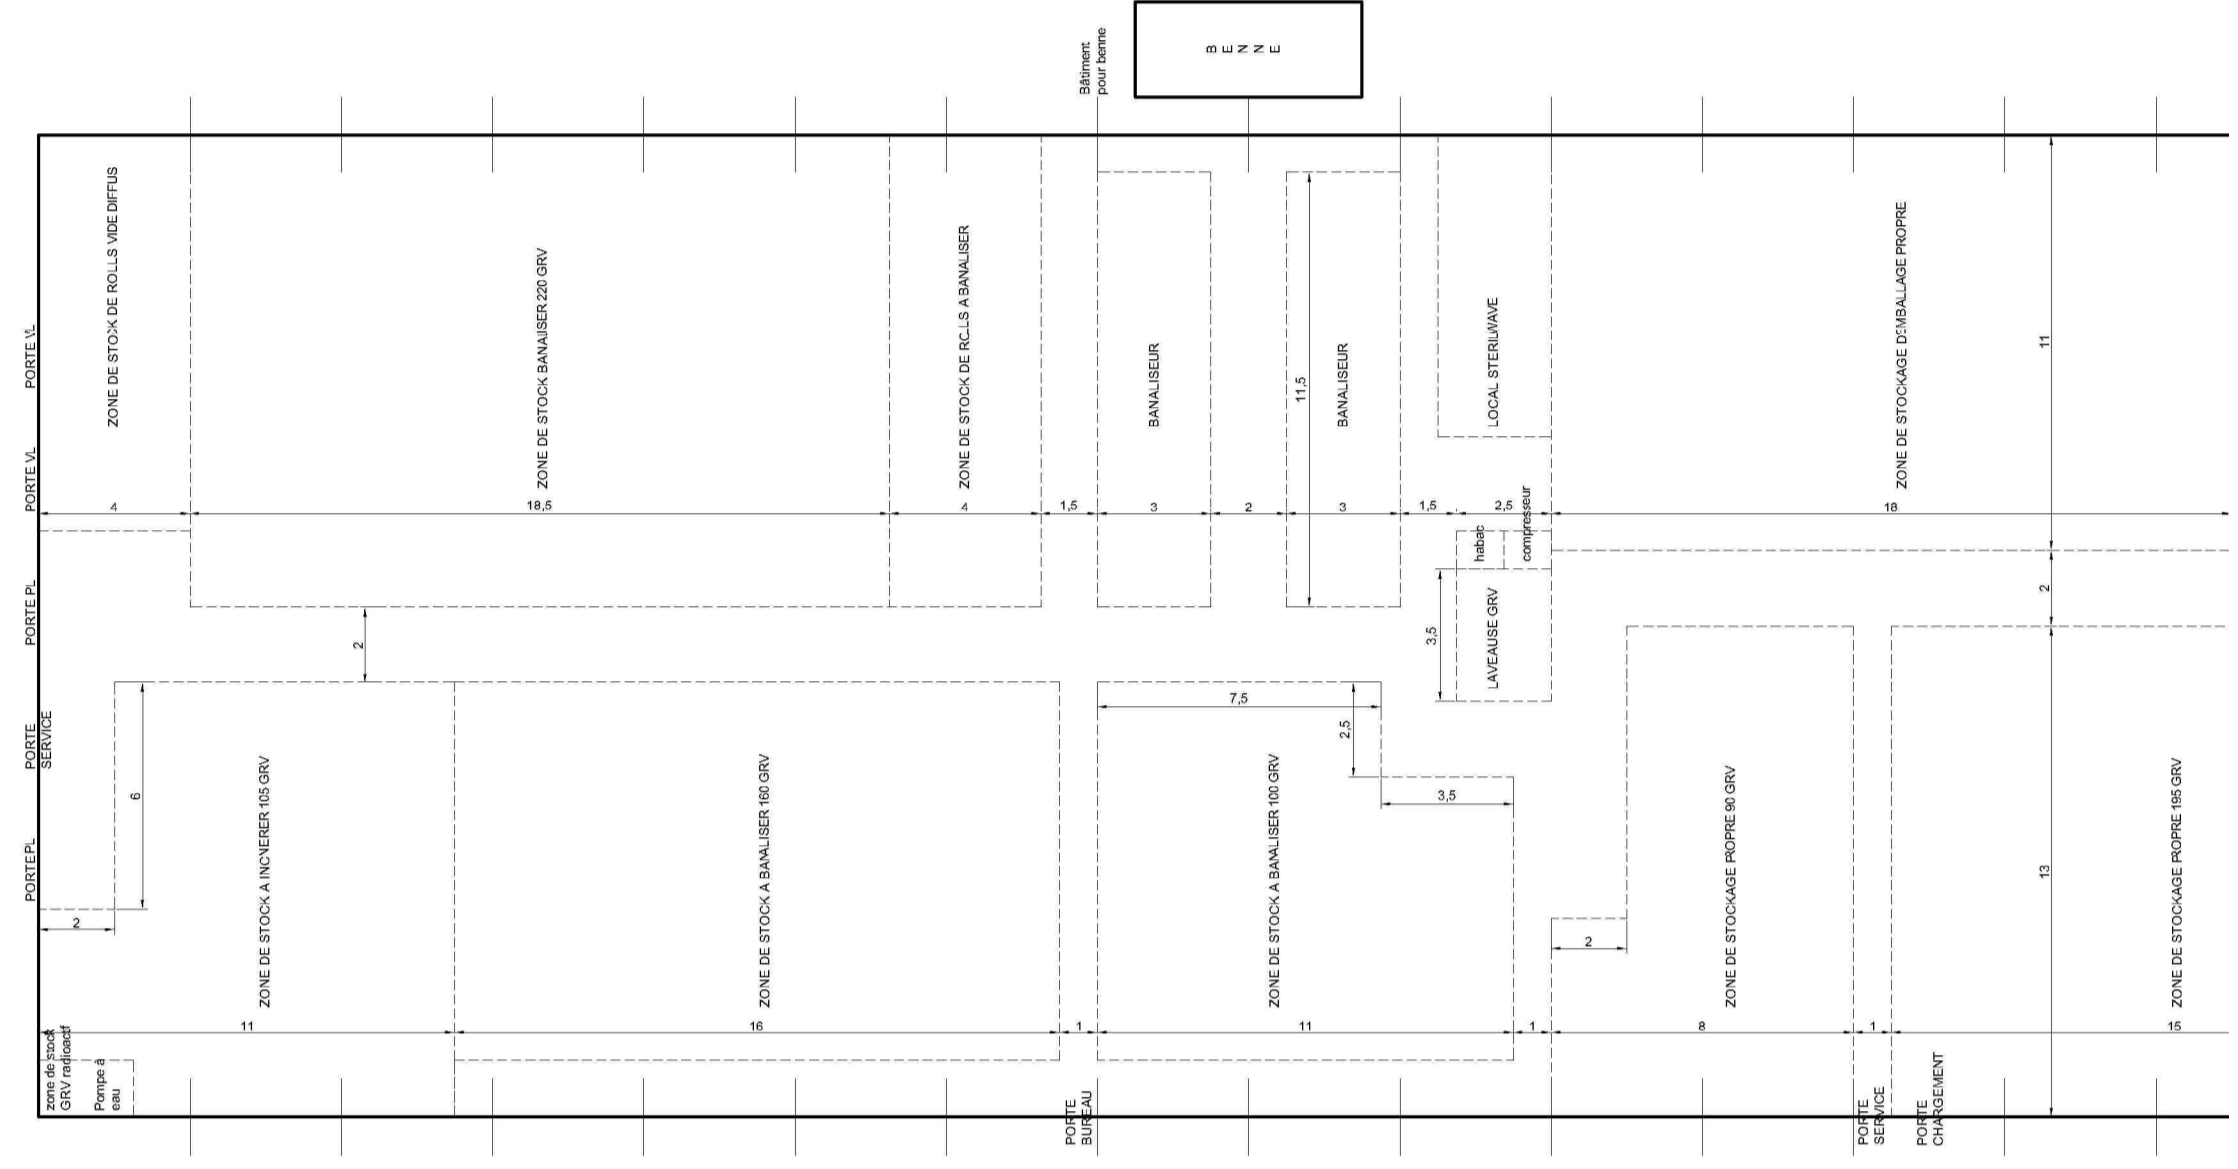 Bâtiment
pour benne
B E N N E
PORTE VL
PORTE VL
PORTE PL
PORTE
SERVICE
PORTE PL
ZONE DE STOCK DE ROLLS VIDE DIFFUS
ZONE DE STOCK BANALISER 220 GRV
ZONE DE STOCK DE ROLLS A BANALISER
BANALISEUR
BANALISEUR
11,5
LOCAL STERILWAVE
ZONE DE STOCKAGE D'EMBALLAGE PROPRE
11
4
18,5
4
1,5
3
2
3
1,5
2,5
18
habac
compresseur
2
2
3,5
LAVEAUSE GRV
6
7,5
2,5
3,5
2
2
13
ZONE DE STOCK A INCINERER 105 GRV
ZONE DE STOCK A BANALISER 160 GRV
ZONE DE STOCK A BANALISER 100 GRV
ZONE DE STOCKAGE PROPRE 90 GRV
ZONE DE STOCKAGE PROPRE 195 GRV
11
16
1
11
1
8
1
15
zone de stock
GRV radioactif
Pompe à
eau
PORTE
BUREAU
PORTE
SERVICE
PORTE
CHARGEMENT